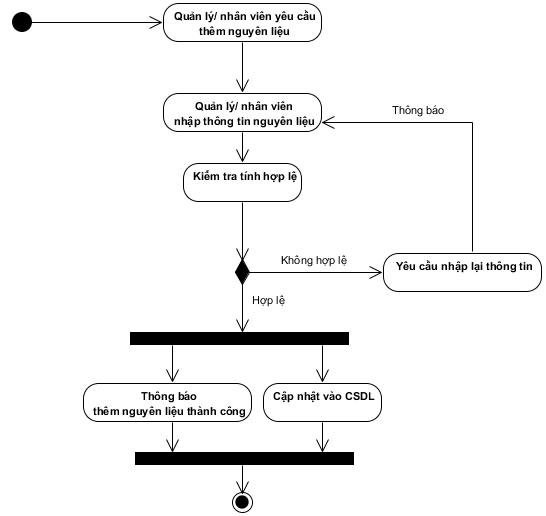 Quản lý/ nhân viên yêu cầu
thêm nguyên liệu
Quản lý/ nhân viên
nhập thông tin nguyên liệu
Thông báo
Kiểm tra tính hợp lệ
Không hợp lệ
Yêu cầu nhập lại thông tin
Hợp lệ
Thông báo
thêm nguyên liệu thành công
Cập nhật vào CSDL